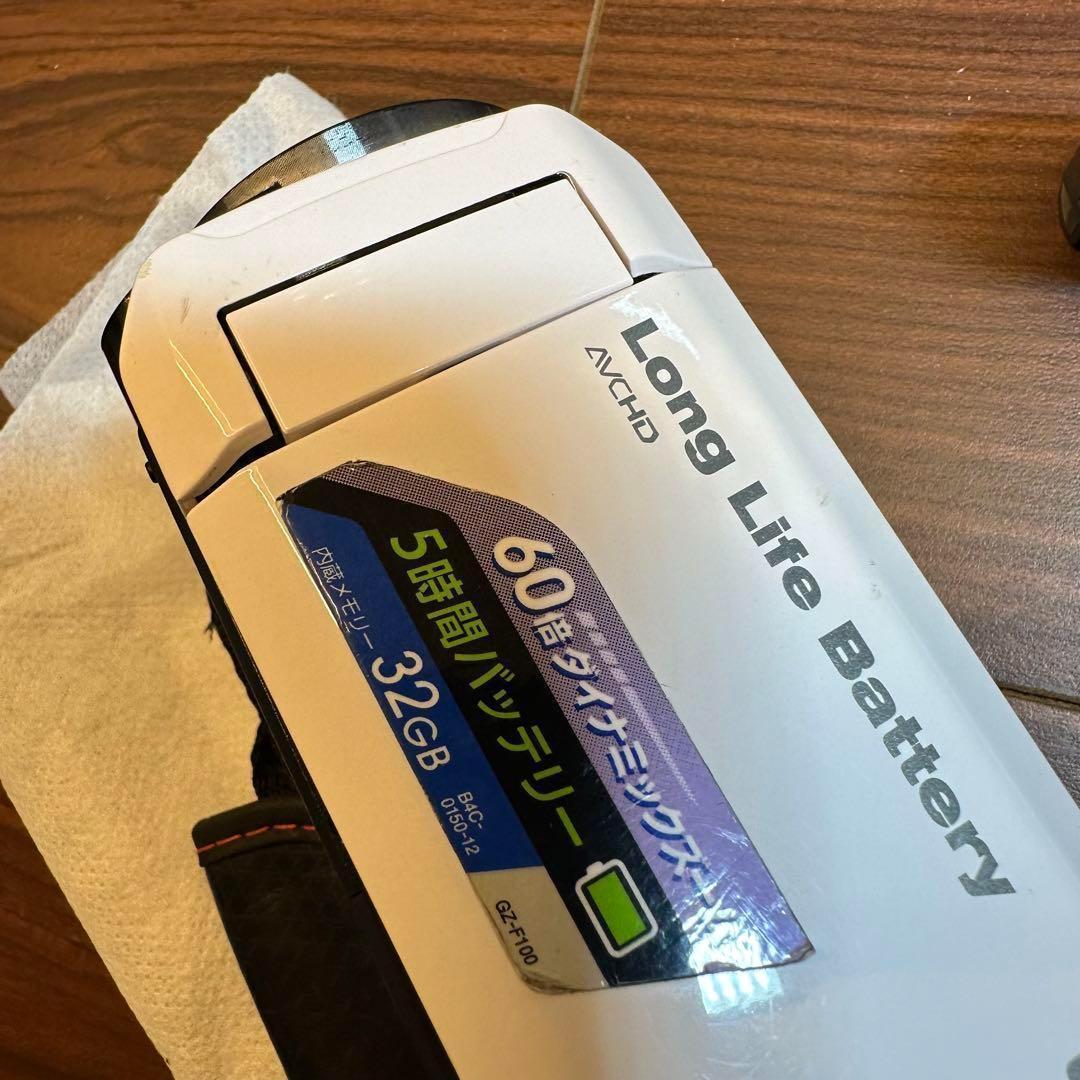 Long Life Battery
AVCHD
60倍ダイナミックズーム
5時間バッテリー
内蔵メモリー 32GB
B4C-
0150-12
GZ-F100